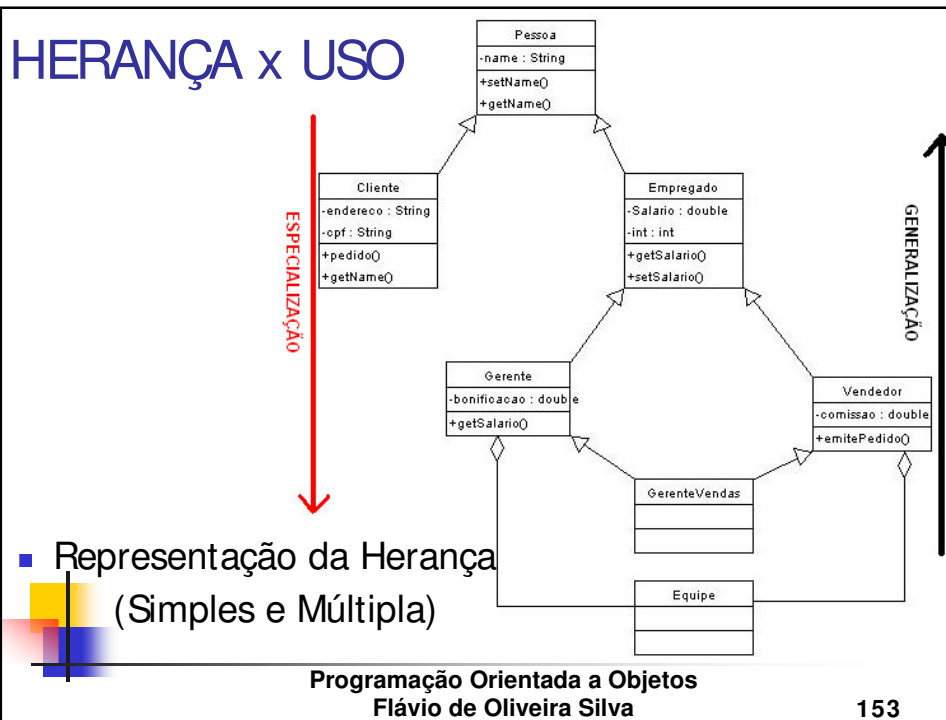 HERANÇA x USO
Pessoa
-name : String
+setName()
+getName()
Cliente
-endereco : String
-cpf : String
+pedido()
+getName()
Empregado
-Salario : double
-int : int
+getSalario()
+setSalario()
ESPECIALIZAÇÃO
GENERALIZAÇÃO
Gerente
-bonificacao : double
+getSalario()
Vendedor
-comissao : double
+emitePedido()
GerenteVendas
Equipe
Representação da Herança
(Simples e Múltipla)
Programação Orientada a Objetos
Flávio de Oliveira Silva
153